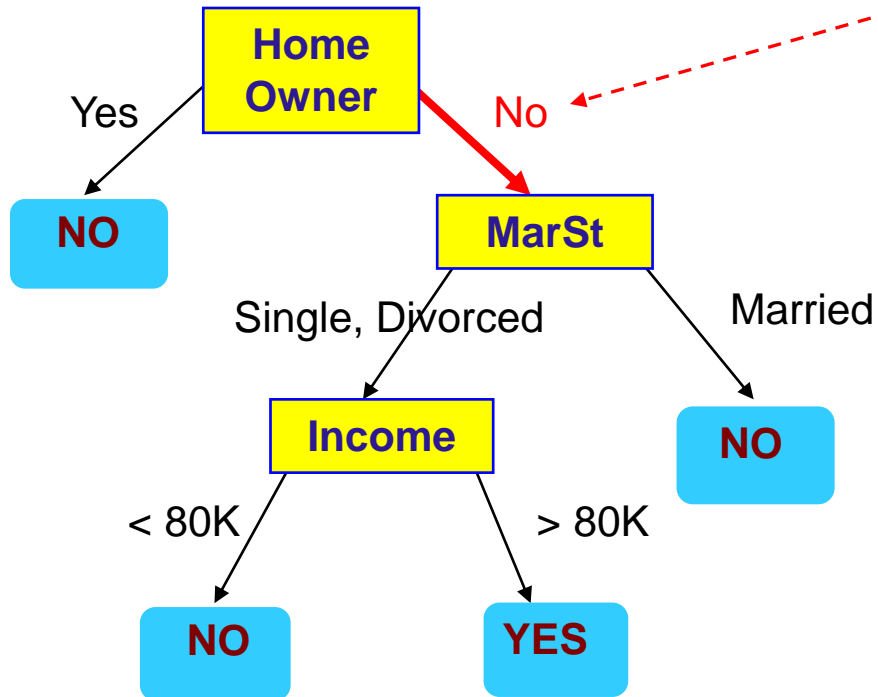 Home
Owner
Yes
No
NO
MarSt
Single, Divorced
Married
Income
NO
< 80K
> 80K
NO
YES